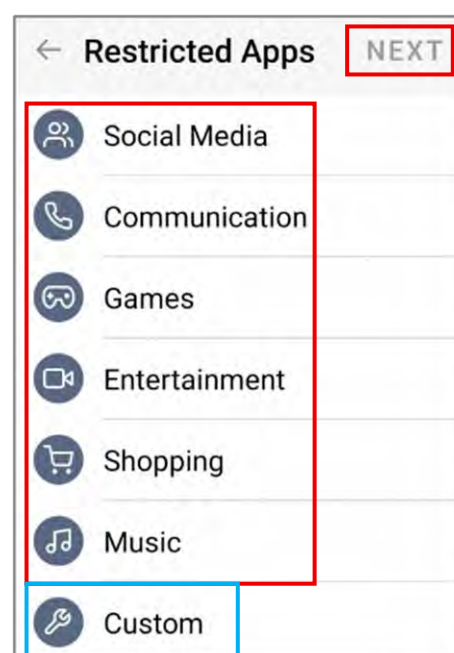 Restricted Apps NEXT
Social Media
Communication
Games
Entertainment
Shopping
Music
Custom